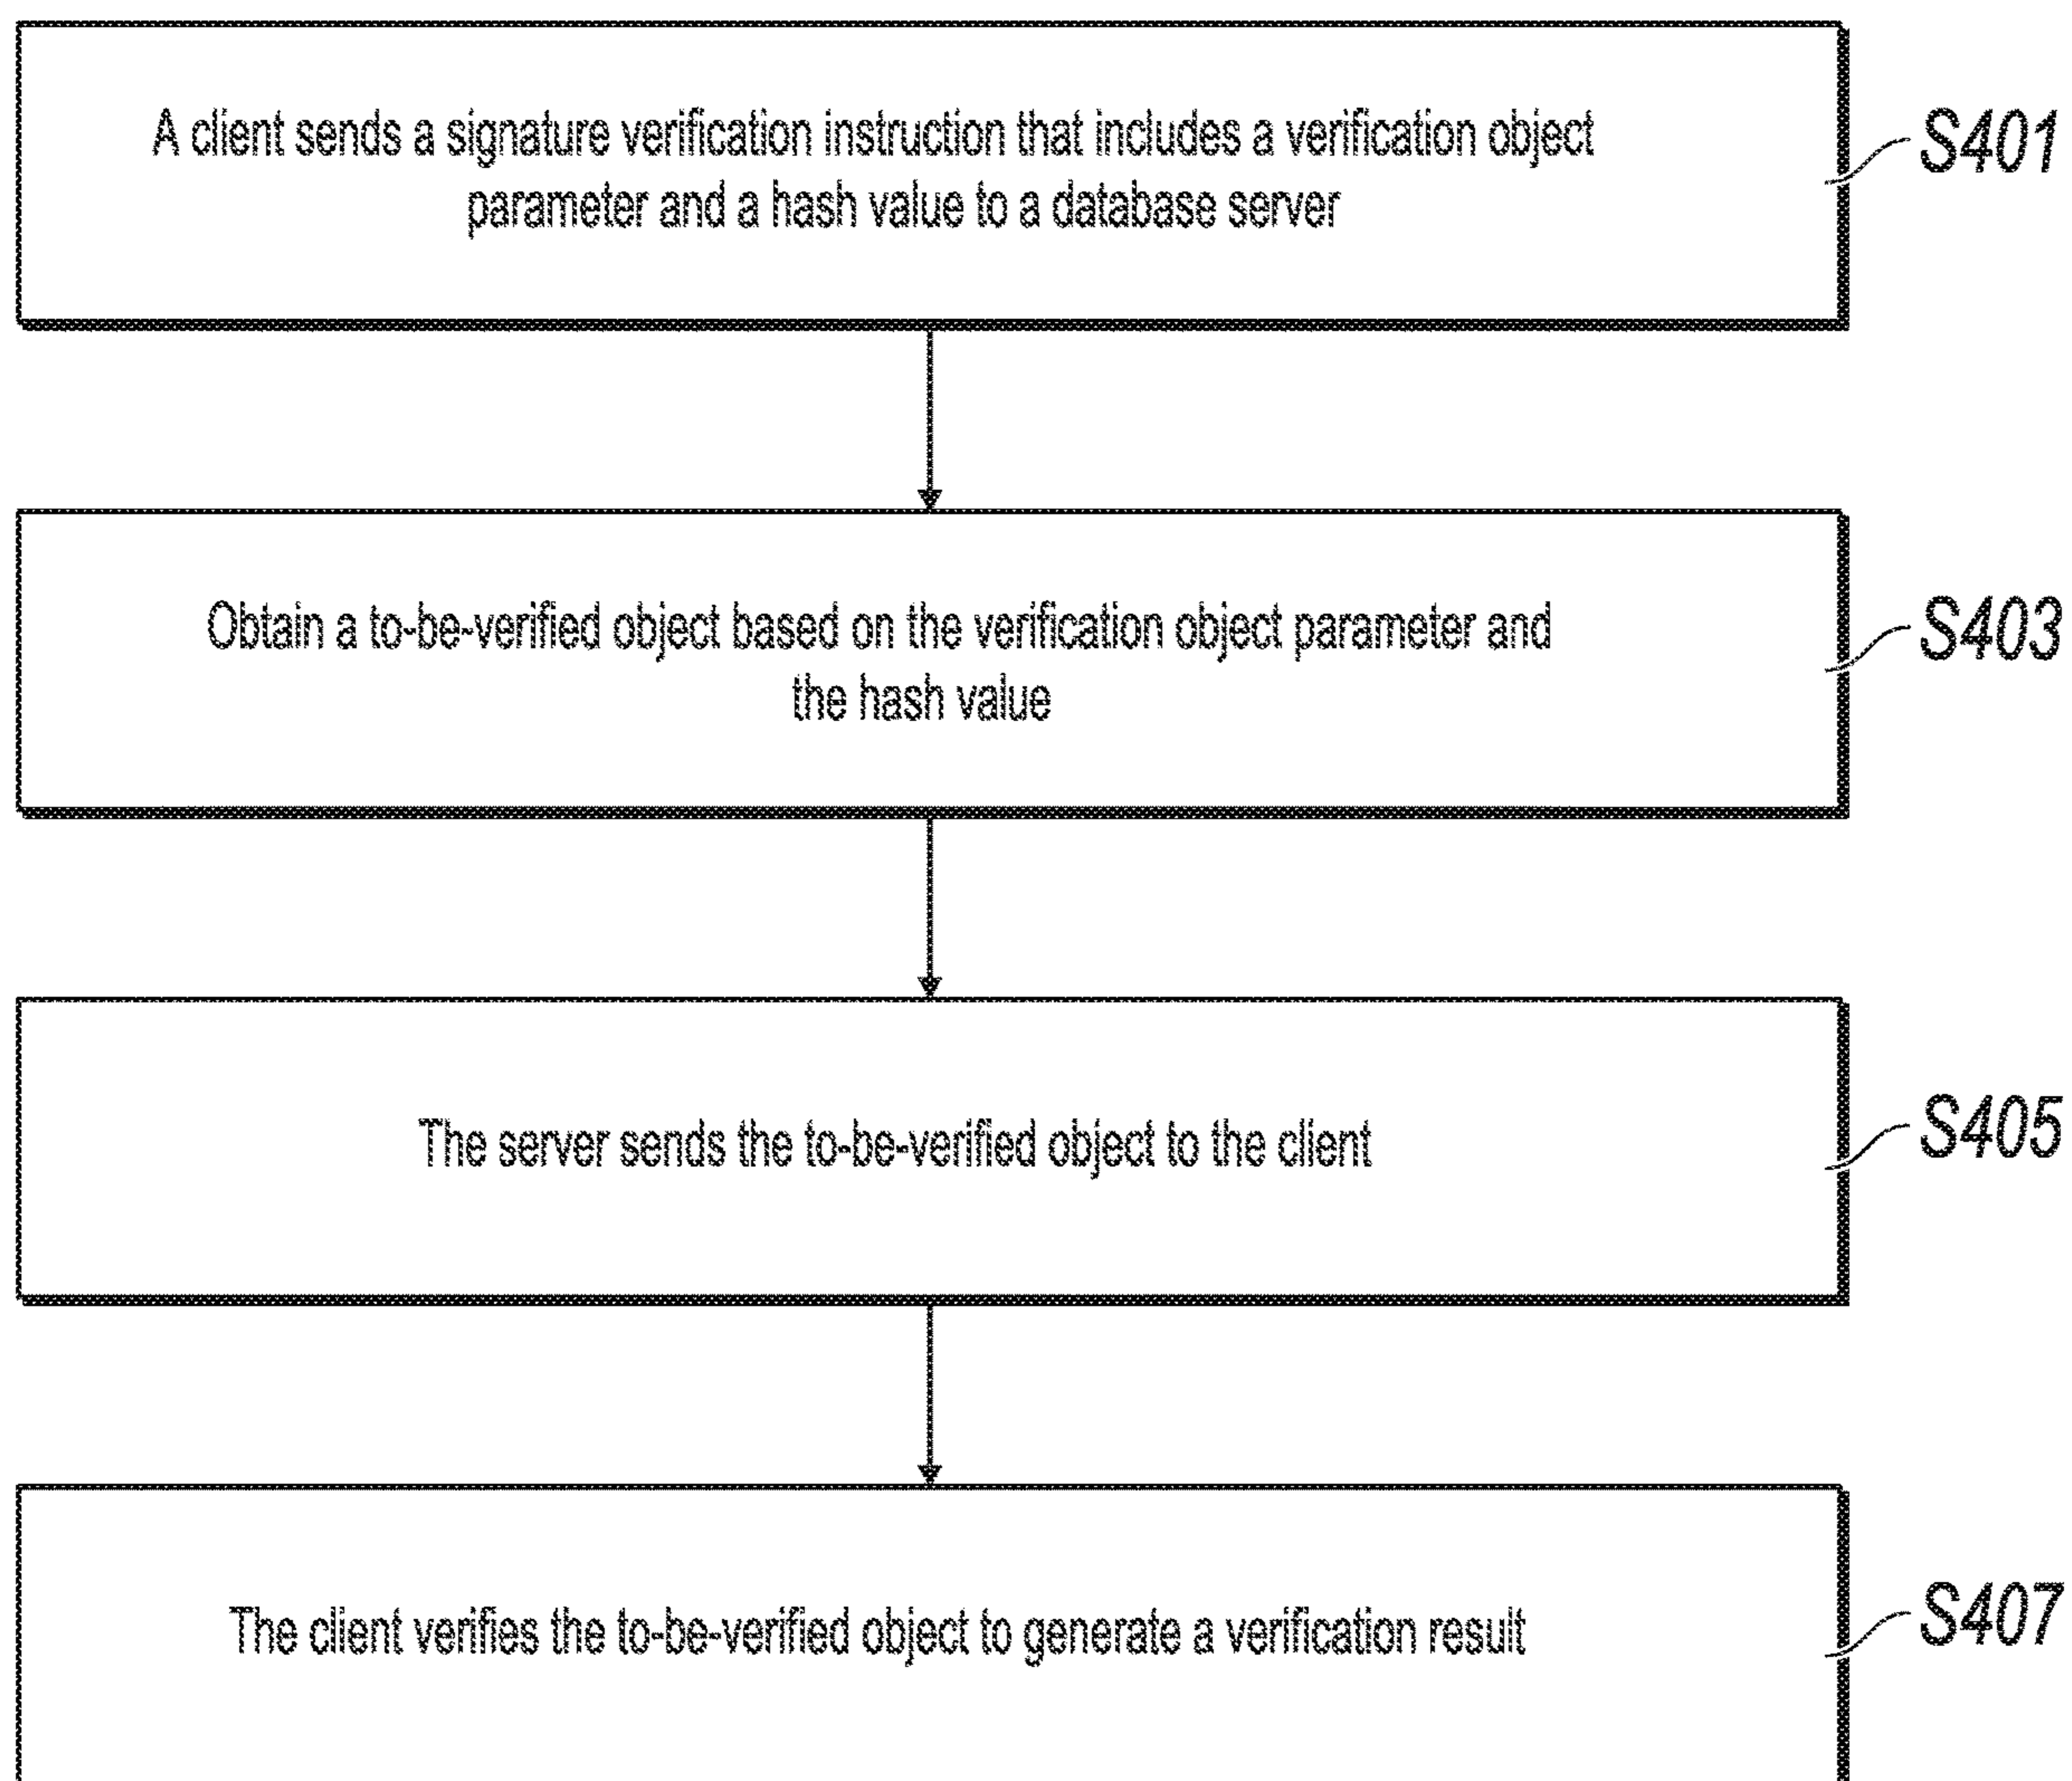 A client sends a signature verification instruction that includes a verification object
parameter and a hash value to a database server
S401
Obtain a to-be-verified object based on the verification object parameter and
the hash value
S403
The server sends the to-be-verified object to the client
S405
The client verifies the to-be-verified object to generate a verification result
S407